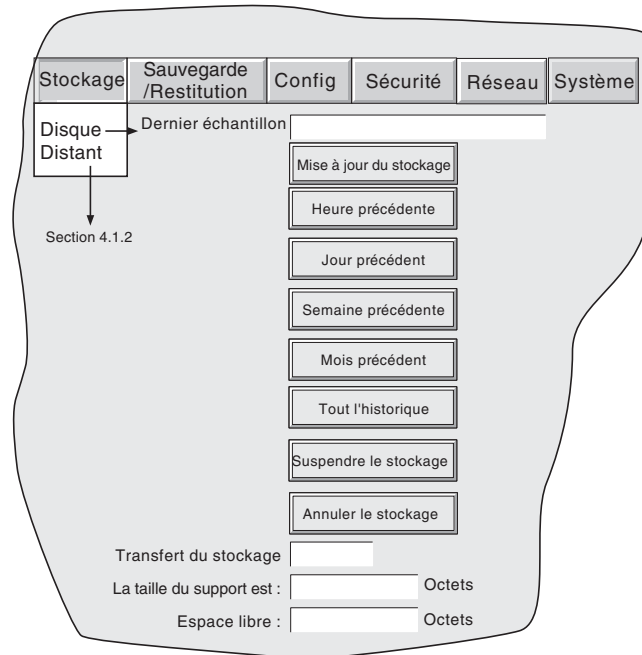 Stockage
Sauvegarde
/Restitution
Config
Sécurité
Réseau
Système
Disque
Distant
Section 4.1.2
Dernier échantillon
Mise à jour du stockage
Heure précédente
Jour précédent
Semaine précédente
Mois précédent
Tout l'historique
Suspendre le stockage
Annuler le stockage
Transfert du stockage
La taille du support est : Octets
Espace libre : Octets